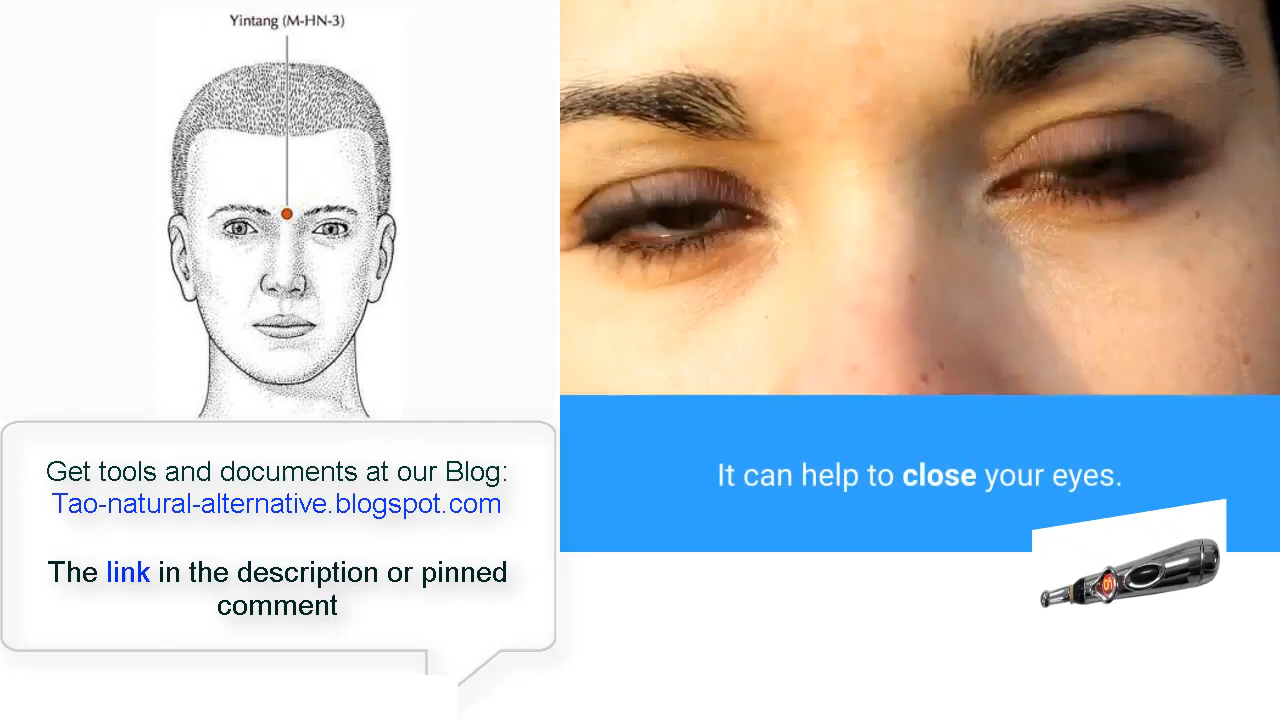 Yintang (M-HN-3)
Get tools and documents at our Blog:
Tao-natural-alternative.blogspot.com
The link in the description or pinned
comment
It can help to close your eyes.